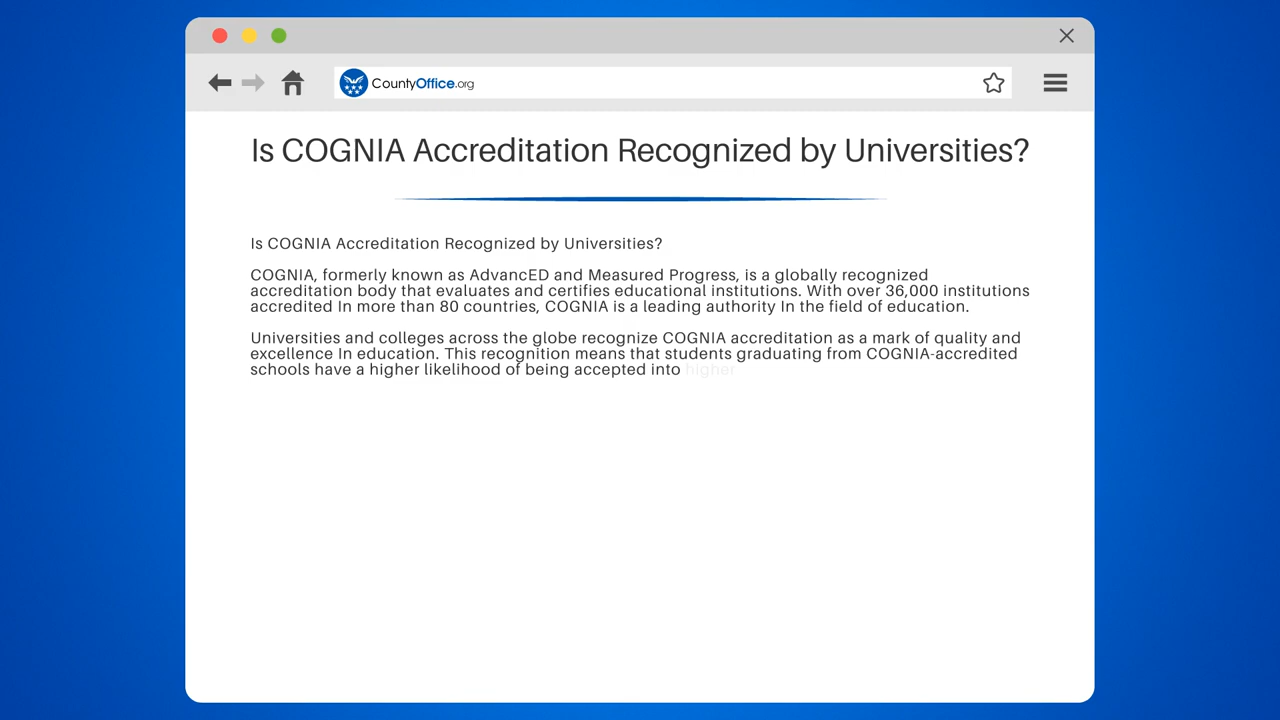 CountyOffice.org
Is COGNIA Accreditation Recognized by Universities?
Is COGNIA Accreditation Recognized by Universities?
COGNIA, formerly known as AdvancED and Measured Progress, is a globally recognized
accreditation body that evaluates and certifies educational institutions. With over 36,000 institutions
accredited In more than 80 countries, COGNIA is a leading authority In the field of education.
Universities and colleges across the globe recognize COGNIA accreditation as a mark of quality and
excellence In education. This recognition means that students graduating from COGNIA-accredited
schools have a higher likelihood of being accepted into higher